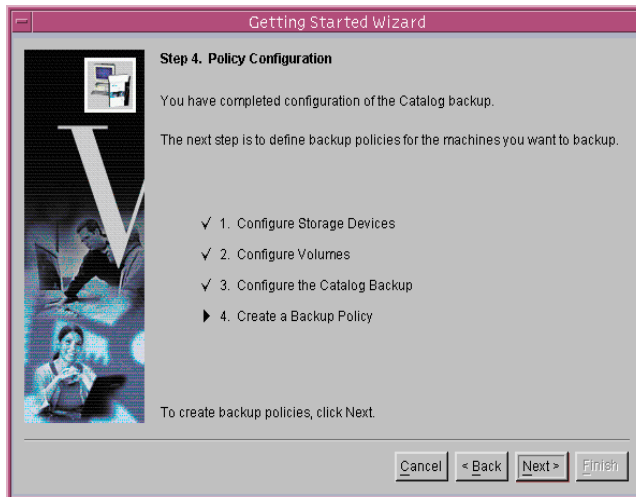 Getting Started Wizard
Step 4. Policy Configuration
You have completed configuration of the Catalog backup.
The next step is to define backup policies for the machines you want to backup.
✓ 1. Configure Storage Devices
✓ 2. Configure Volumes
✓ 3. Configure the Catalog Backup
▶ 4. Create a Backup Policy
To create backup policies, click Next.
Cancel < Back Next > Finish